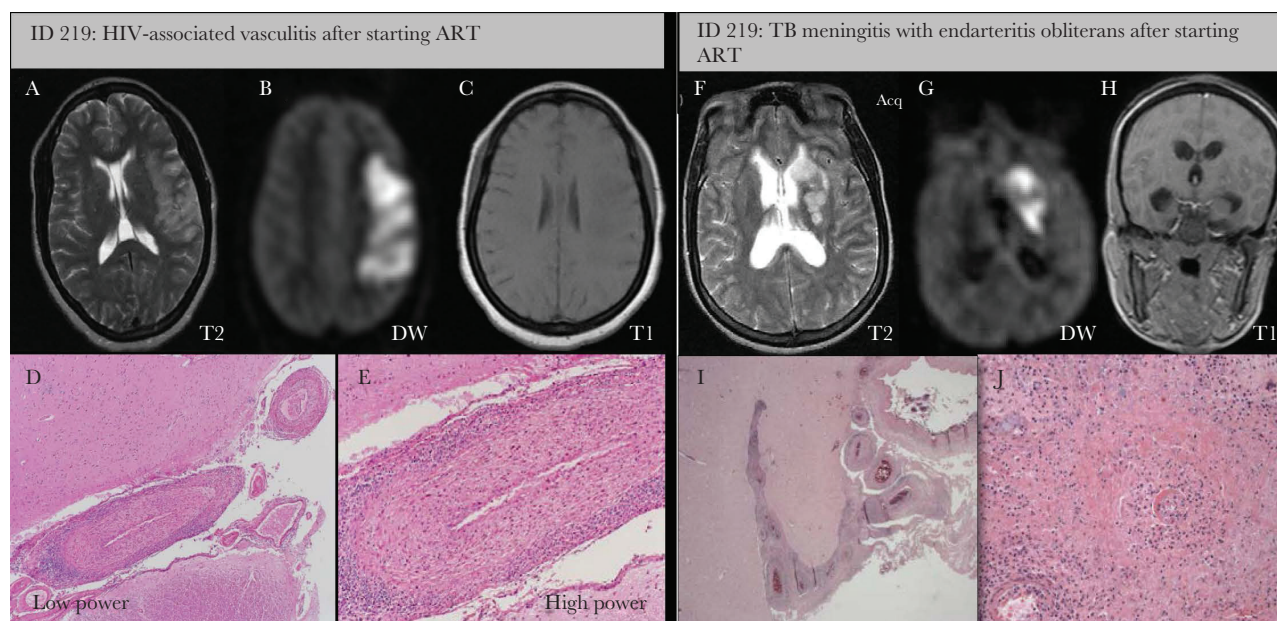 ID 219: HIV-associated vasculitis after starting ART
ID 219: TB meningitis with endarteritis obliterans after starting
ART
A
B
C
T2
DW
T1
F
Acq
G
H
T2
DW
T1
D
Low power
E
High power
I
J